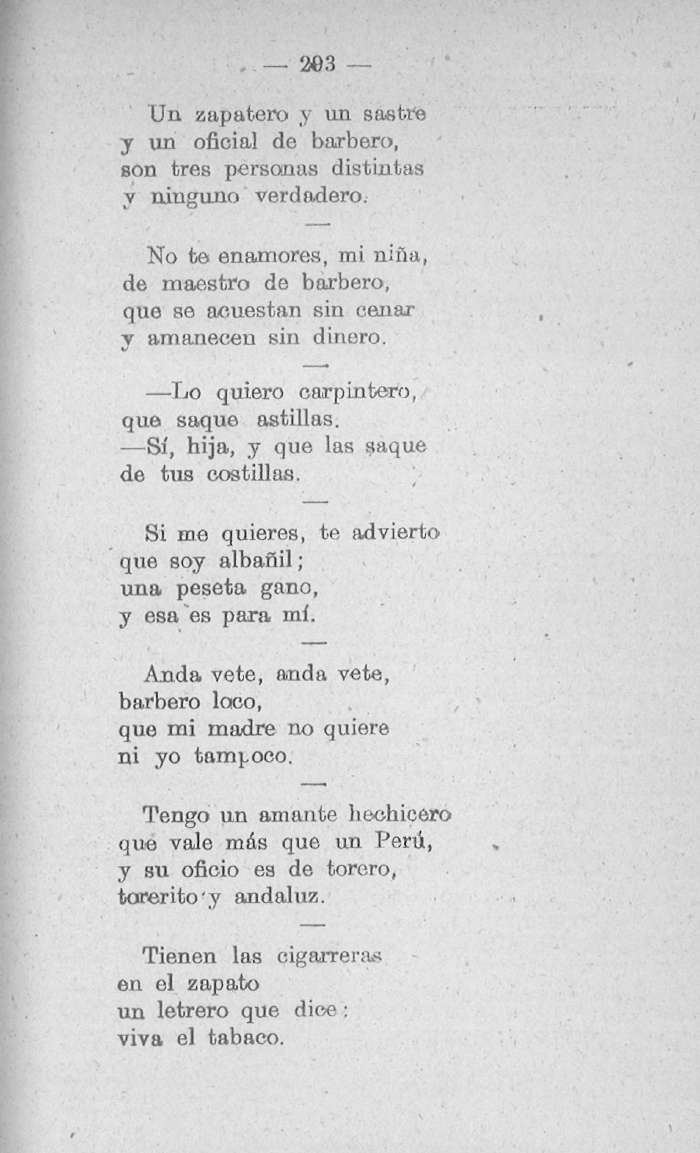 — 203 —
Un zapatero y un sastre
y un oficial de barbero,
son tres personas distintas
y ninguno verdadero.
—
No te enamores, mi niña,
de maestro de barbero,
que se acuestan sin cenar
y amanecen sin dinero.
—
—Lo quiero carpintero,
que saque astillas.
—Sí, hija, y que las saque
de tus costillas.
—
Si me quieres, te advierto
que soy albañil;
una peseta gano,
y esa es para mí.
—
Anda vete, anda vete,
barbero loco,
que mi madre no quiere
ni yo tampoco.
—
Tengo un amante hechicero
que vale más que un Perú,
y su oficio es de torero,
torerito y andaluz.
—
Tienen las cigarreras
en el zapato
un letrero que dice:
viva el tabaco.